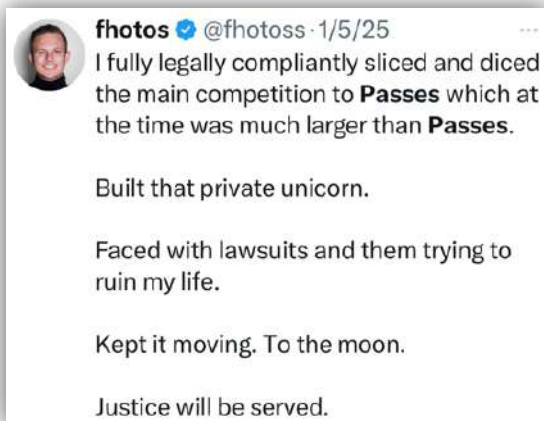 fhotos @fhotoss · 1/5/25 ...
I fully legally compliantly sliced and diced
the main competition to Passes which at
the time was much larger than Passes.
Built that private unicorn.
Faced with lawsuits and them trying to
ruin my life.
Kept it moving. To the moon.
Justice will be served.